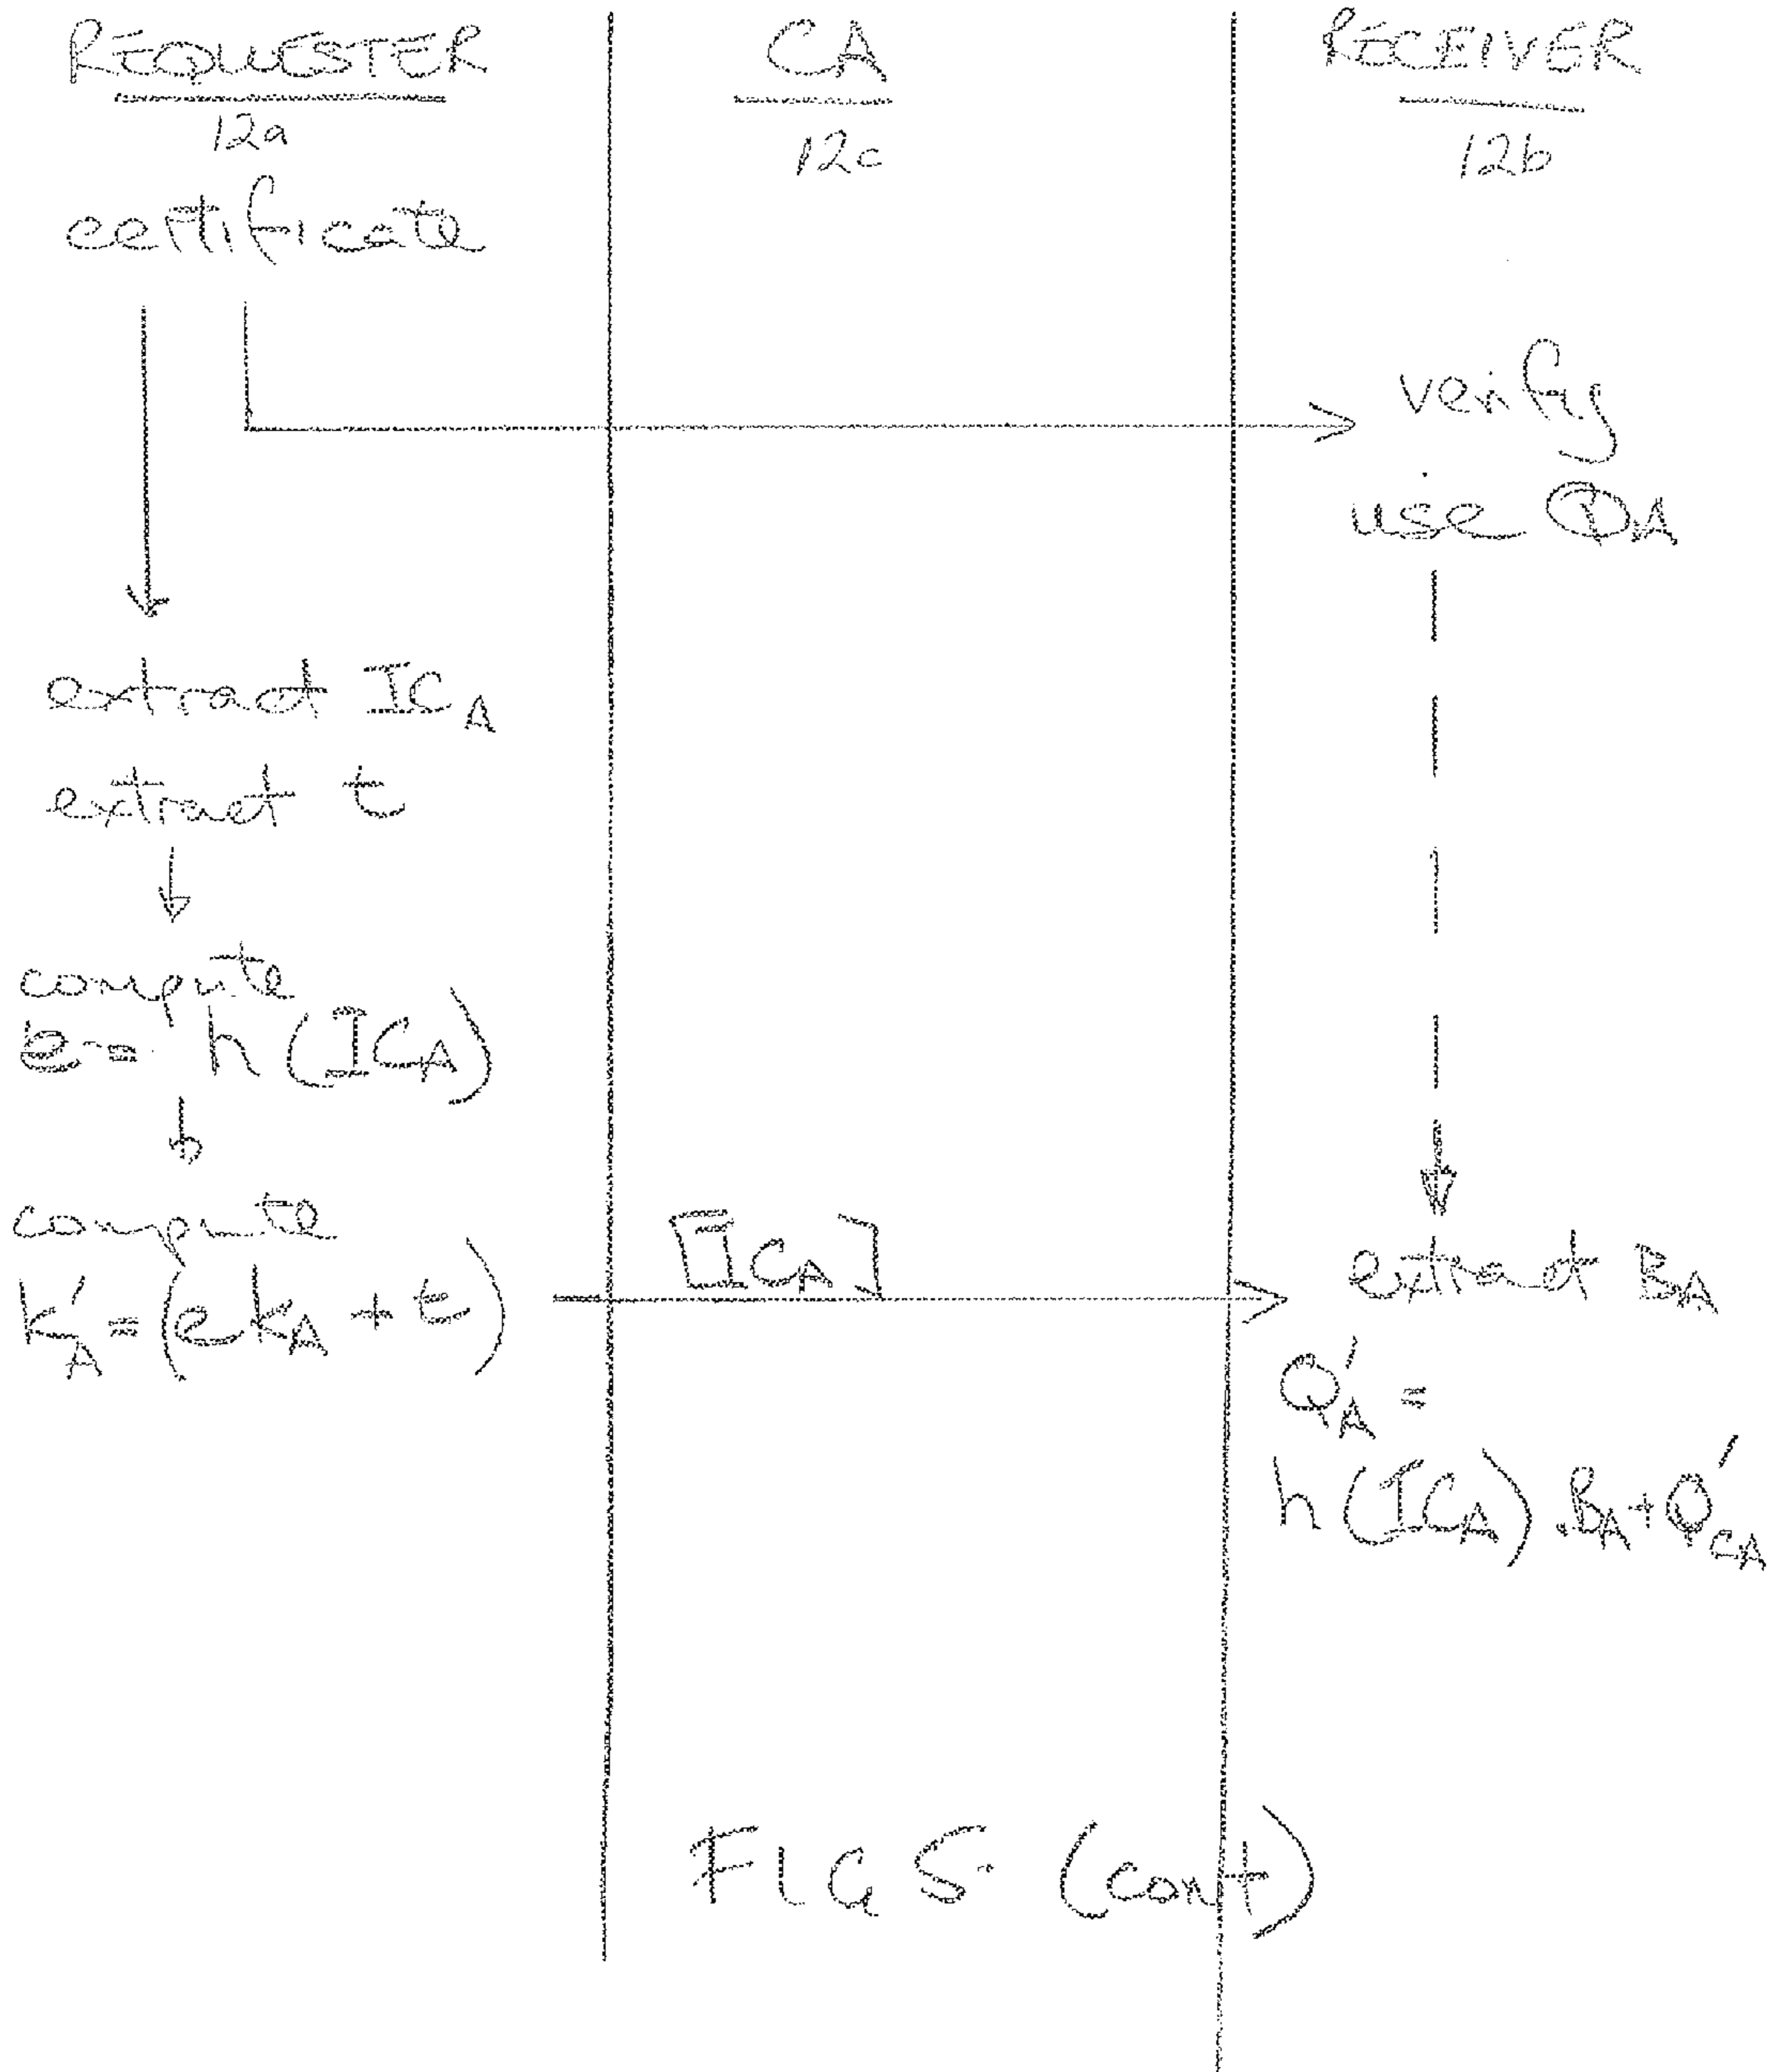 REQUESTER
12a
CA
12c
RECEIVER
12b
certificate
verify
use QA
extract ICA
extract t
compute
e = h(ICA)
compute
k'A = (ekA + t)
[ICA]
extract BA
Q'A =
h(ICA).BA+Q'CA
FIG 5 (cont)